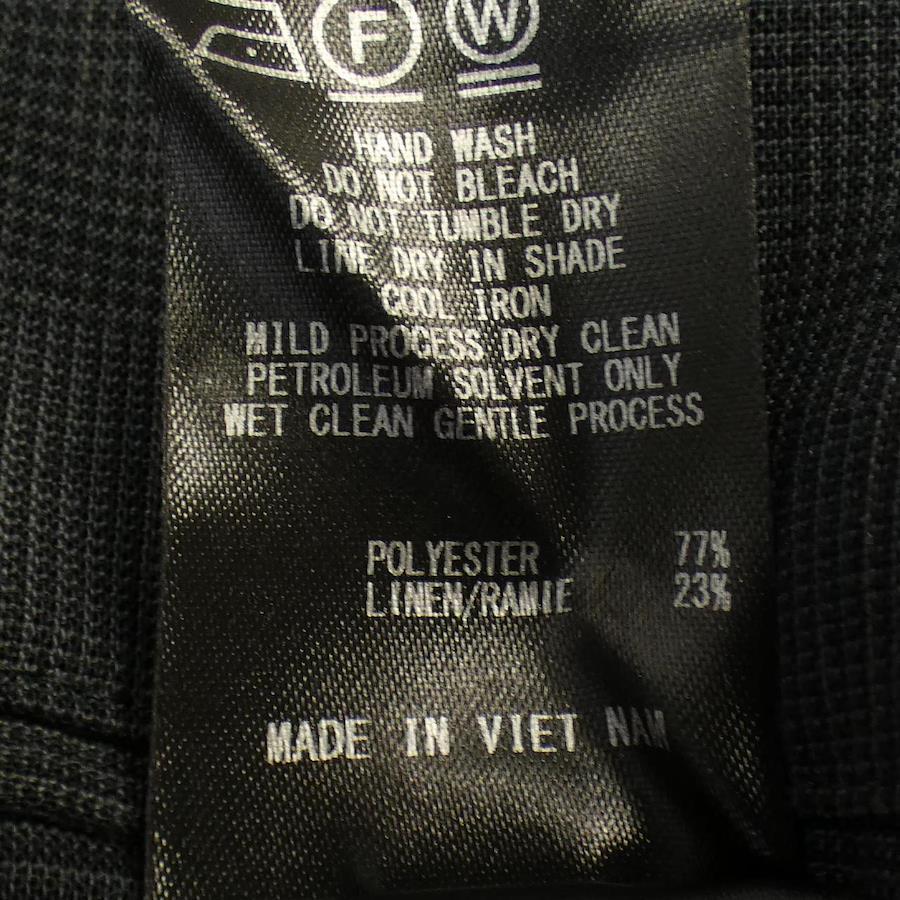 F W
HAND WASH
DO NOT BLEACH
DO NOT TUMBLE DRY
LINE DRY IN SHADE
COOL IRON
MILD PROCESS DRY CLEAN
PETROLEUM SOLVENT ONLY
WET CLEAN GENTLE PROCESS
POLYESTER 77%
LINEN/RAMIE 23%
MADE IN VIET NAM